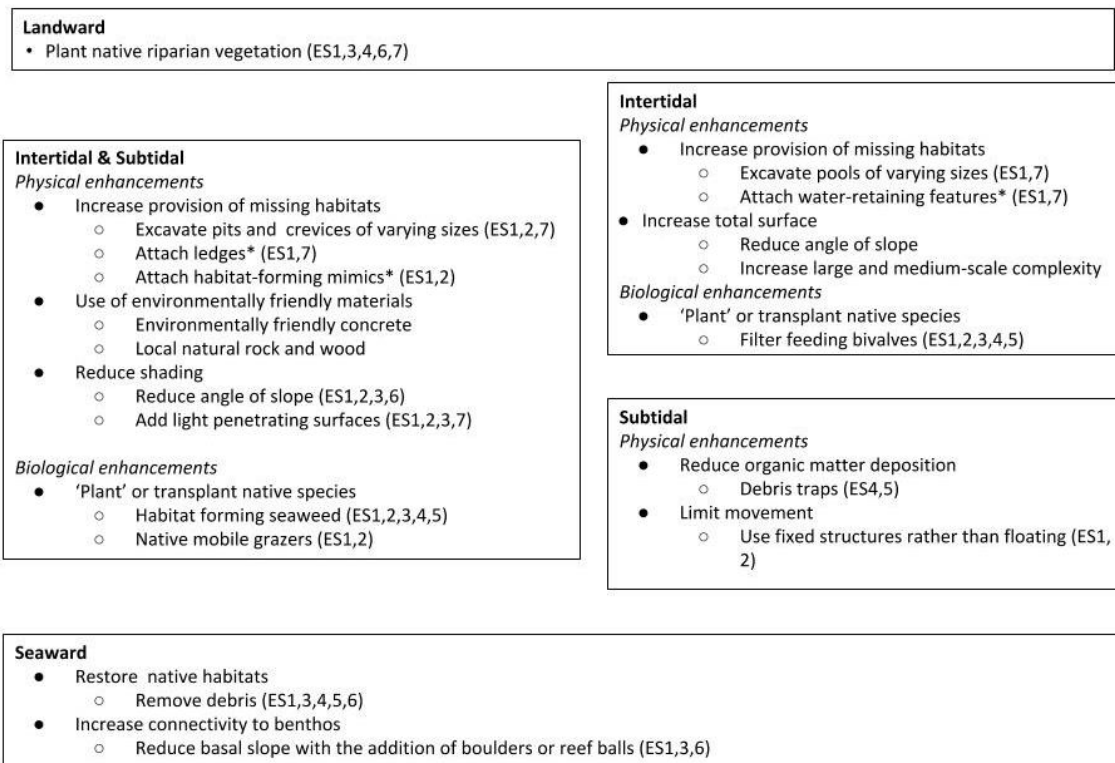 Landward
• Plant native riparian vegetation (ES1,3,4,6,7)
Intertidal & Subtidal
Physical enhancements
● Increase provision of missing habitats
○ Excavate pits and crevices of varying sizes (ES1,2,7)
○ Attach ledges* (ES1,7)
○ Attach habitat-forming mimics* (ES1,2)
● Use of environmentally friendly materials
○ Environmentally friendly concrete
○ Local natural rock and wood
● Reduce shading
○ Reduce angle of slope (ES1,2,3,6)
○ Add light penetrating surfaces (ES1,2,3,7)
Biological enhancements
● ‘Plant’ or transplant native species
○ Habitat forming seaweed (ES1,2,3,4,5)
○ Native mobile grazers (ES1,2)
Intertidal
Physical enhancements
● Increase provision of missing habitats
○ Excavate pools of varying sizes (ES1,7)
○ Attach water-retaining features* (ES1,7)
● Increase total surface
○ Reduce angle of slope
○ Increase large and medium-scale complexity
Biological enhancements
● ‘Plant’ or transplant native species
○ Filter feeding bivalves (ES1,2,3,4,5)
Subtidal
Physical enhancements
● Reduce organic matter deposition
○ Debris traps (ES4,5)
● Limit movement
○ Use fixed structures rather than floating (ES1,
2)
Seaward
● Restore native habitats
○ Remove debris (ES1,3,4,5,6)
● Increase connectivity to benthos
○ Reduce basal slope with the addition of boulders or reef balls (ES1,3,6)